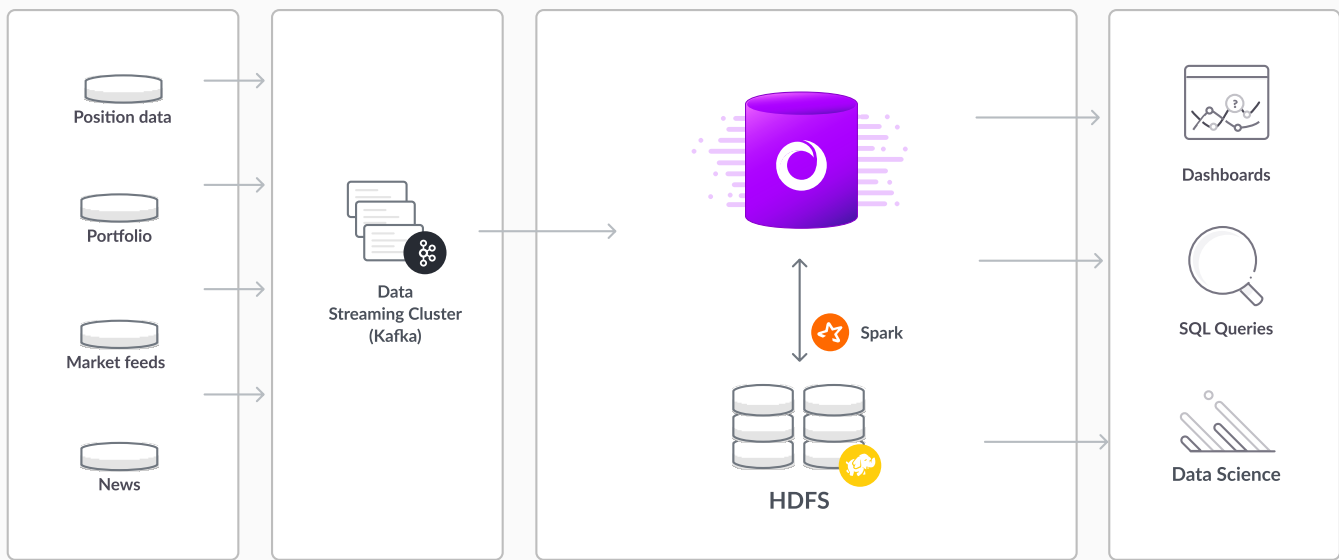 Position data
Portfolio
Market feeds
News
Data
Streaming Cluster
(Kafka)
Spark
HDFS
?
Dashboards
SQL Queries
Data Science